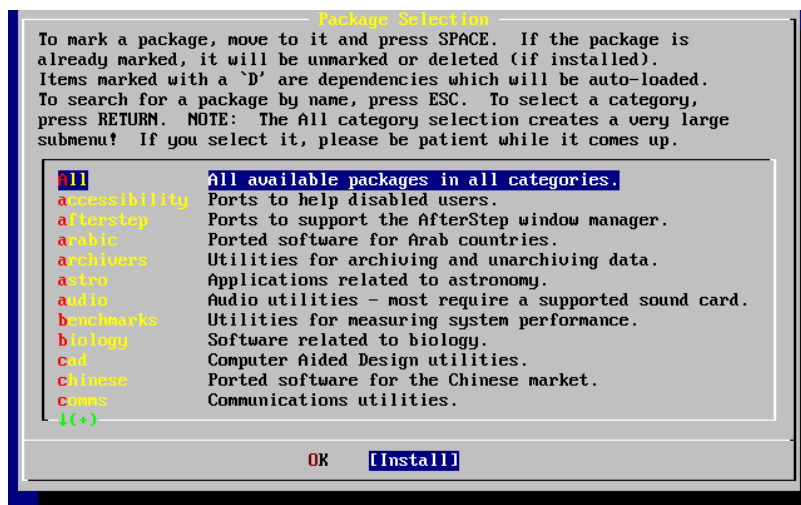 Package Selection
To mark a package, move to it and press SPACE.  If the package is
already marked, it will be unmarked or deleted (if installed).
Items marked with a `D' are dependencies which will be auto-loaded.
To search for a package by name, press ESC.  To select a category,
press RETURN.  NOTE:  The All category selection creates a very large
submenu!  If you select it, please be patient while it comes up.
All All available packages in all categories.
accessibility Ports to help disabled users.
afterstep Ports to support the AfterStep window manager.
arabic Ported software for Arab countries.
archivers Utilities for archiving and unarchiving data.
astro Applications related to astronomy.
audio Audio utilities - most require a supported sound card.
benchmarks Utilities for measuring system performance.
biology Software related to biology.
cad Computer Aided Design utilities.
chinese Ported software for the Chinese market.
comms Communications utilities.
↓(+)
OK [Install]